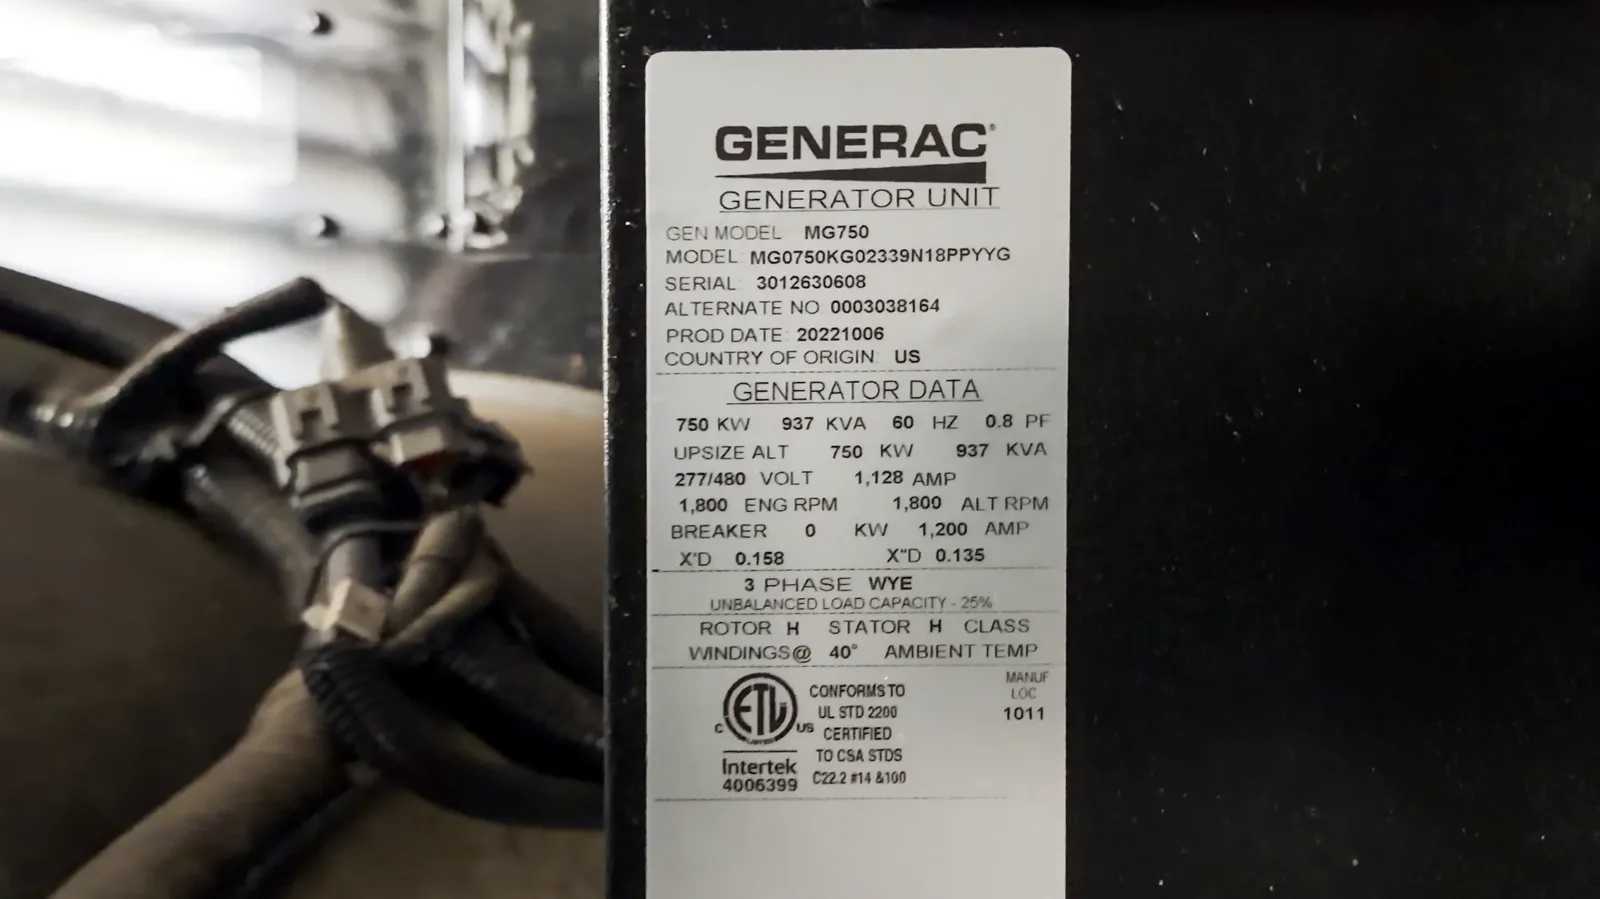 GENERAC®
GENERATOR UNIT
GEN MODEL MG750
MODEL: MG0750KG02339N18PPYYG
SERIAL: 3012630608
ALTERNATE NO 0003038164
PROD DATE: 20221006
COUNTRY OF ORIGIN: US
GENERATOR DATA
750 KW 937 KVA 60 HZ 0.8 PF
UPSIZE ALT 750 KW 937 KVA
277/480 VOLT 1,128 AMP
1,800 ENG RPM 1,800 ALT RPM
BREAKER 0 KW 1,200 AMP
X'D 0.158 X"D 0.135
3 PHASE WYE
UNBALANCED LOAD CAPACITY - 25%
ROTOR H STATOR H CLASS
WINDINGS@ 40° AMBIENT TEMP
C ETL US
LISTED
Intertek
4006399
CONFORMS TO
UL STD 2200
CERTIFIED
TO CSA STDS
C22.2 #14 &100
MANUF
LOC
1011